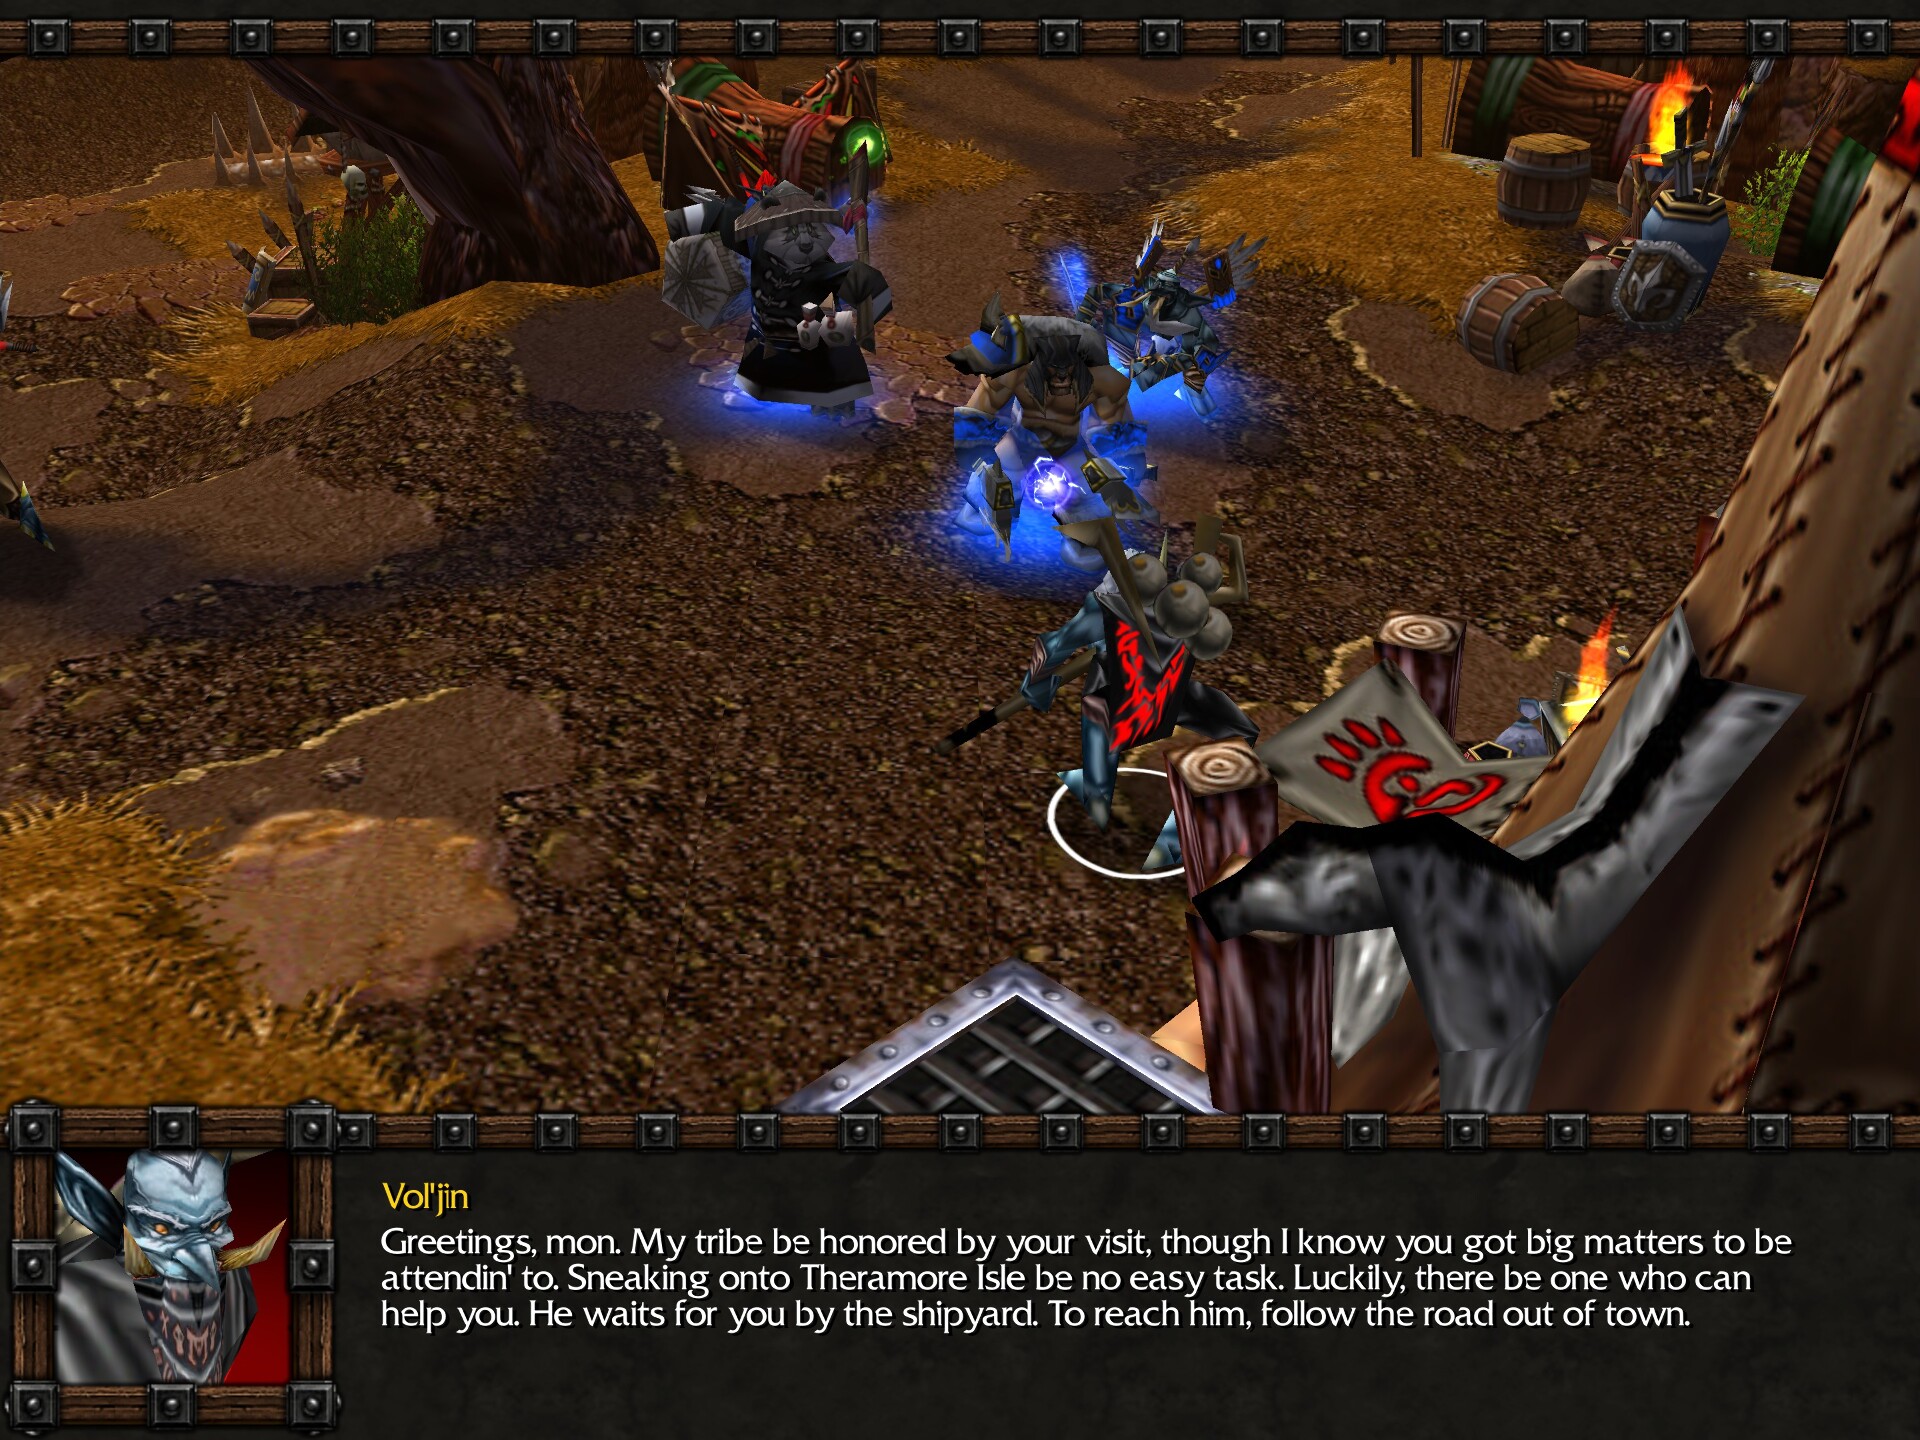 Vol'jin
Greetings, mon. My tribe be honored by your visit, though I know you got big matters to be
attendin' to. Sneaking onto Theramore Isle be no easy task. Luckily, there be one who can
help you. He waits for you by the shipyard. To reach him, follow the road out of town.